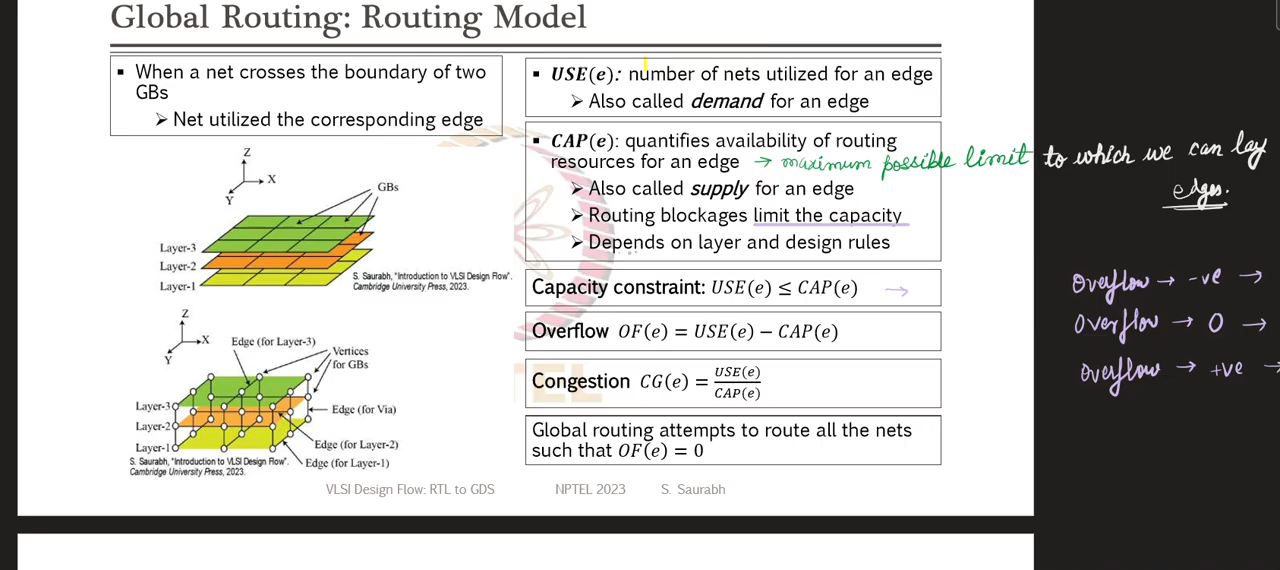 Global Routing: Routing Model
▪ When a net crosses the boundary of two
GBs
➢ Net utilized the corresponding edge
Z
X
Y
GBs
Layer-3
Layer-2
Layer-1
S. Saurabh, "Introduction to VLSI Design Flow".
Cambridge University Press, 2023.
Z
X
Y
Edge (for Layer-3)
Vertices
for GBs
Layer-3
Edge (for Via)
Layer-2
Edge (for Layer-2)
Layer-1
Edge (for Layer-1)
S. Saurabh, "Introduction to VLSI Design Flow".
Cambridge University Press, 2023.
▪ USE(e): number of nets utilized for an edge
➢ Also called demand for an edge
▪ CAP(e): quantifies availability of routing
resources for an edge → maximum possible limit to which we can lay
edges.
➢ Also called supply for an edge
➢ Routing blockages limit the capacity
➢ Depends on layer and design rules
Capacity constraint: USE(e) ≤ CAP(e) →
Overflow OF(e) = USE(e) − CAP(e)
Congestion CG(e) = USE(e)/CAP(e)
Global routing attempts to route all the nets
such that OF(e) = 0
Overflow → -ve →
Overflow → 0 →
Overflow → +ve →
VLSI Design Flow: RTL to GDS NPTEL 2023 S. Saurabh